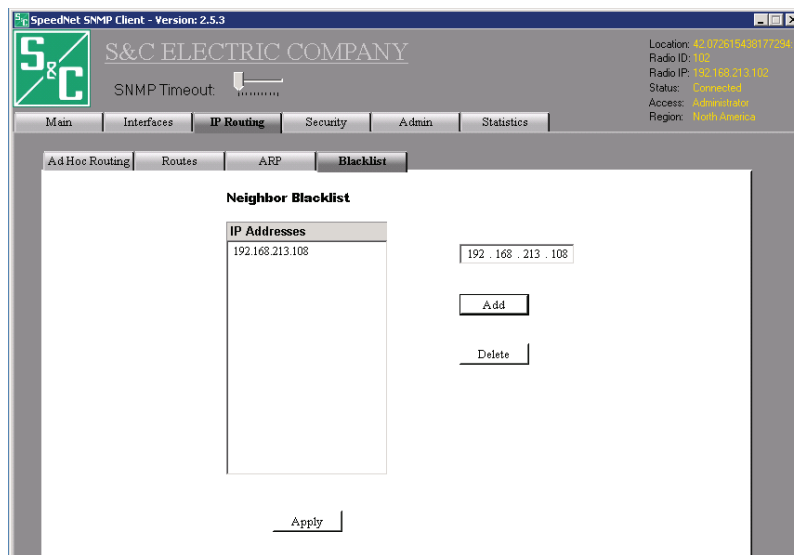 SpeedNet SNMP Client - Version: 2.5.3
S&C
S&C ELECTRIC COMPANY
SNMP Timeout:
Location: 42.072615438177294,
Radio ID: 102
Radio IP: 192.168.213.102
Status: Connected
Access: Administrator
Region: North America
Main Interfaces IP Routing Security Admin Statistics
Ad Hoc Routing Routes ARP Blacklist
Neighbor Blacklist
IP Addresses
192.168.213.108
192 . 168 . 213 . 108
Add
Delete
Apply